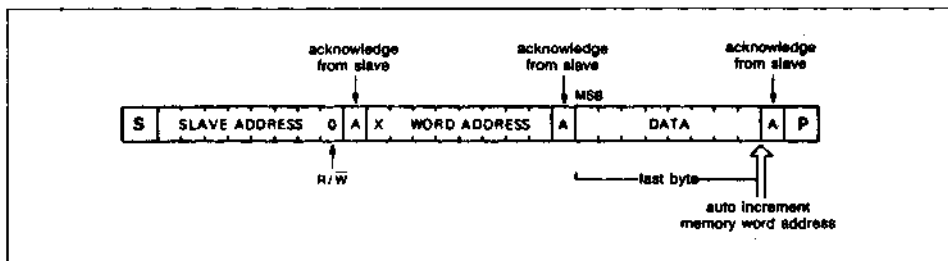 acknowledge acknowledge acknowledge
from slave from slave from slave
MSB
S SLAVE ADDRESS 0 A X WORD ADDRESS A DATA A P
R/W̅
last byte
auto increment
memory word address